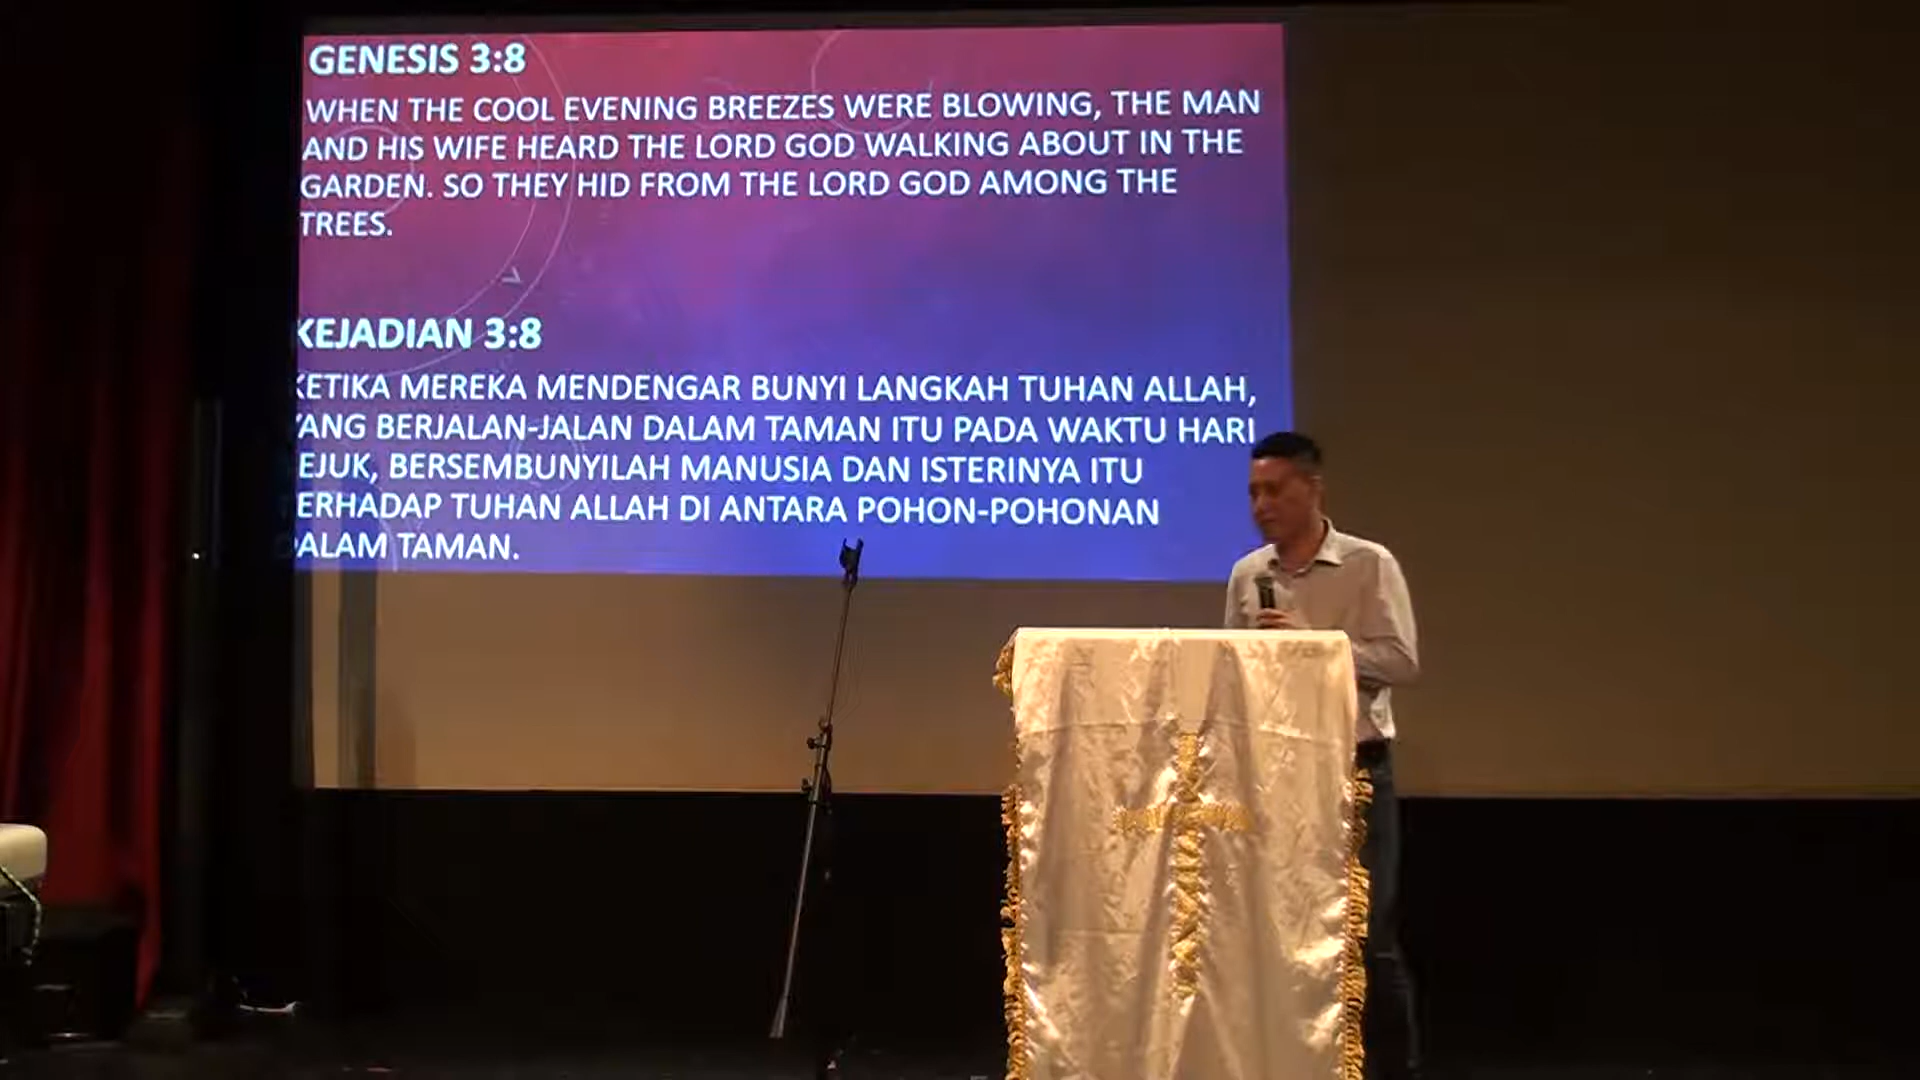 GENESIS 3:8
WHEN THE COOL EVENING BREEZES WERE BLOWING, THE MAN
AND HIS WIFE HEARD THE LORD GOD WALKING ABOUT IN THE
GARDEN. SO THEY HID FROM THE LORD GOD AMONG THE
TREES.
KEJADIAN 3:8
KETIKA MEREKA MENDENGAR BUNYI LANGKAH TUHAN ALLAH,
YANG BERJALAN-JALAN DALAM TAMAN ITU PADA WAKTU HARI
EJUK, BERSEMBUNYILAH MANUSIA DAN ISTERINYA ITU
ERHADAP TUHAN ALLAH DI ANTARA POHON-POHONAN
DALAM TAMAN.